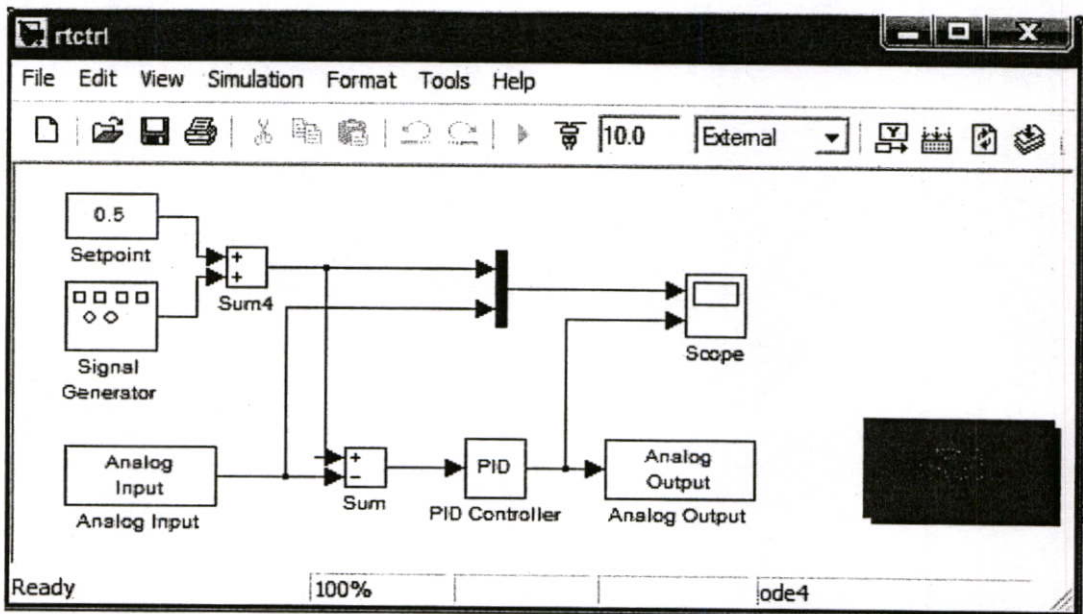 rtctrl
File Edit View Simulation Format Tools Help
10.0 External
0.5
Setpoint
+
+
Sum4
Signal
Generator
Scope
Analog
Input
Analog Input
+
−
Sum
PID
PID Controller
Analog
Output
Analog Output
Ready 100% ode4